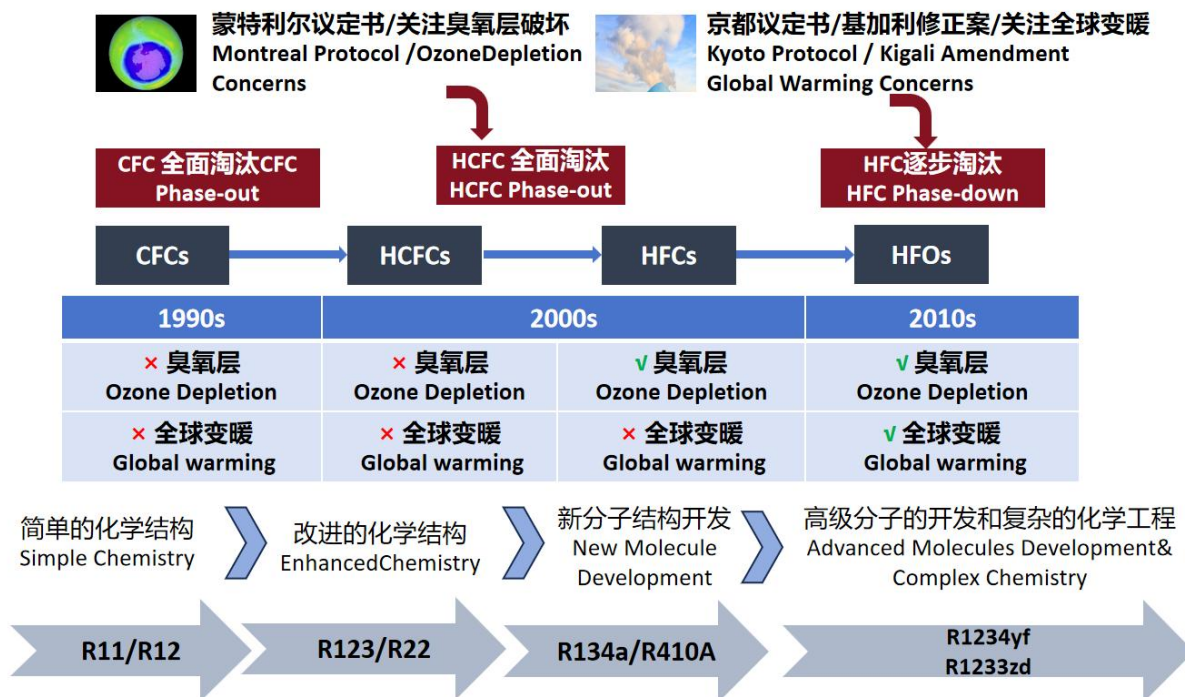 蒙特利尔议定书/关注臭氧层破坏
Montreal Protocol /OzoneDepletion
Concerns
京都议定书/基加利修正案/关注全球变暖
Kyoto Protocol / Kigali Amendment
Global Warming Concerns
CFC 全面淘汰CFC
Phase-out
HCFC 全面淘汰
HCFC Phase-out
HFC逐步淘汰
HFC Phase-down
CFCs
HCFCs
HFCs
HFOs
1990s
2000s
2010s
× 臭氧层
Ozone Depletion
× 臭氧层
Ozone Depletion
√ 臭氧层
Ozone Depletion
√ 臭氧层
Ozone Depletion
× 全球变暖
Global warming
× 全球变暖
Global warming
× 全球变暖
Global warming
√ 全球变暖
Global warming
简单的化学结构
Simple Chemistry
改进的化学结构
EnhancedChemistry
新分子结构开发
New Molecule
Development
高级分子的开发和复杂的化学工程
Advanced Molecules Development&
Complex Chemistry
R11/R12
R123/R22
R134a/R410A
R1234yf
R1233zd